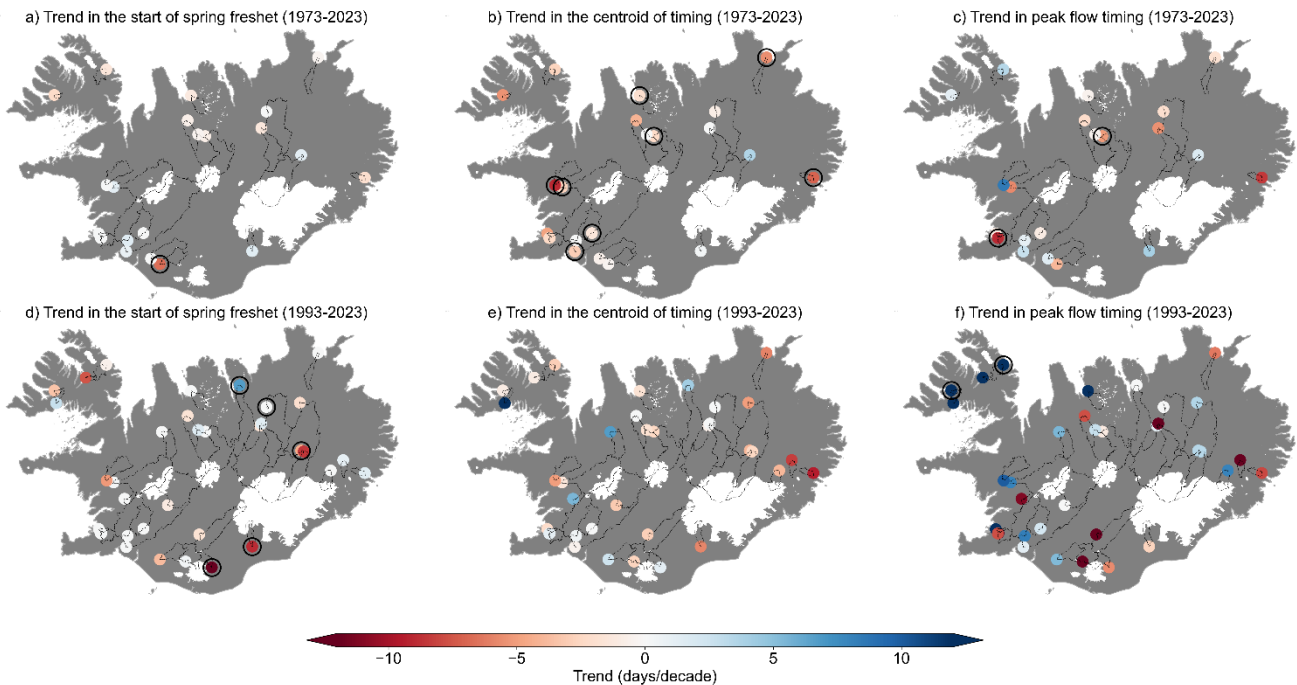 a) Trend in the start of spring freshet (1973-2023)
b) Trend in the centroid of timing (1973-2023)
c) Trend in peak flow timing (1973-2023)
d) Trend in the start of spring freshet (1993-2023)
e) Trend in the centroid of timing (1993-2023)
f) Trend in peak flow timing (1993-2023)
−10 −5 0 5 10
Trend (days/decade)